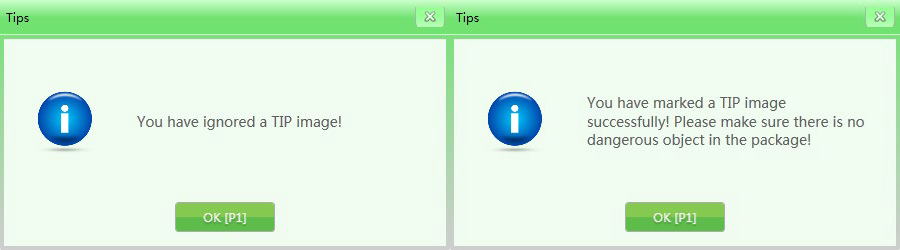 Tips
You have ignored a TIP image!
OK [P1]
Tips
You have marked a TIP image
successfully! Please make sure there is no
dangerous object in the package!
OK [P1]